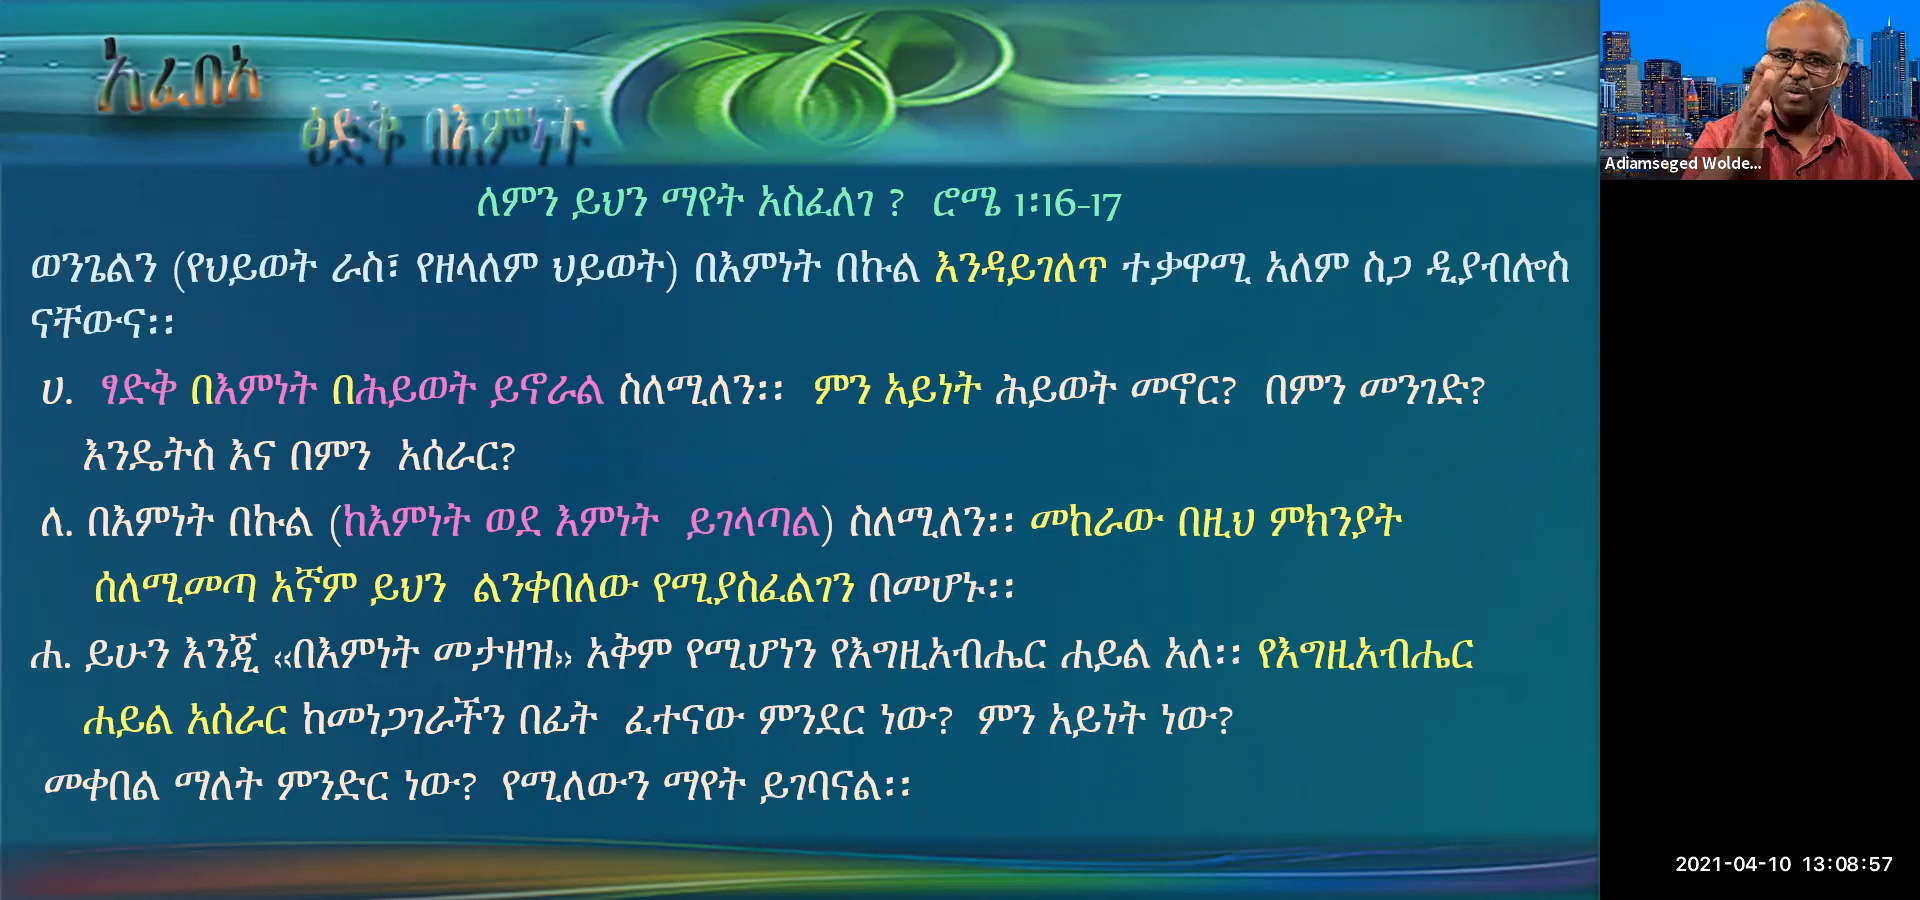 አፈበአ
ፅድቅ በእምነት
ለምን ይህን ማየት አስፈለገ ? ሮሜ 1፡16-17
ወንጌልን (የህይወት ራስ፣ የዘላለም ህይወት) በእምነት በኩል እንዳይገለጥ ተቃዋሚ አለም ስጋ ዲያብሎስ
ናቸውና፡፡
ሀ. ፃድቅ በእምነት በሕይወት ይኖራል ስለሚለን፡፡ ምን አይነት ሕይወት መኖር? በምን መንገድ?
እንዴትስ እና በምን አሰራር?
ለ. በእምነት በኩል (ከእምነት ወደ እምነት ይገላጣል) ስለሚለን፡፡ መከራው በዚህ ምክንያት
ሰለሚመጣ እኛም ይህን ልንቀበለው የሚያስፈልገን በመሆኑ፡፡
ሐ. ይሁን እንጂ ‹‹በእምነት መታዘዝ›› አቅም የሚሆነን የእግዚአብሔር ሐይል አለ፡፡ የእግዚአብሔር
ሐይል አሰራር ከመነጋገራችን በፊት ፈተናው ምንደር ነው? ምን አይነት ነው?
መቀበል ማለት ምንድር ነው? የሚለውን ማየት ይገባናል፡፡
Adiamseged Wolde...
2021-04-10 13:08:57